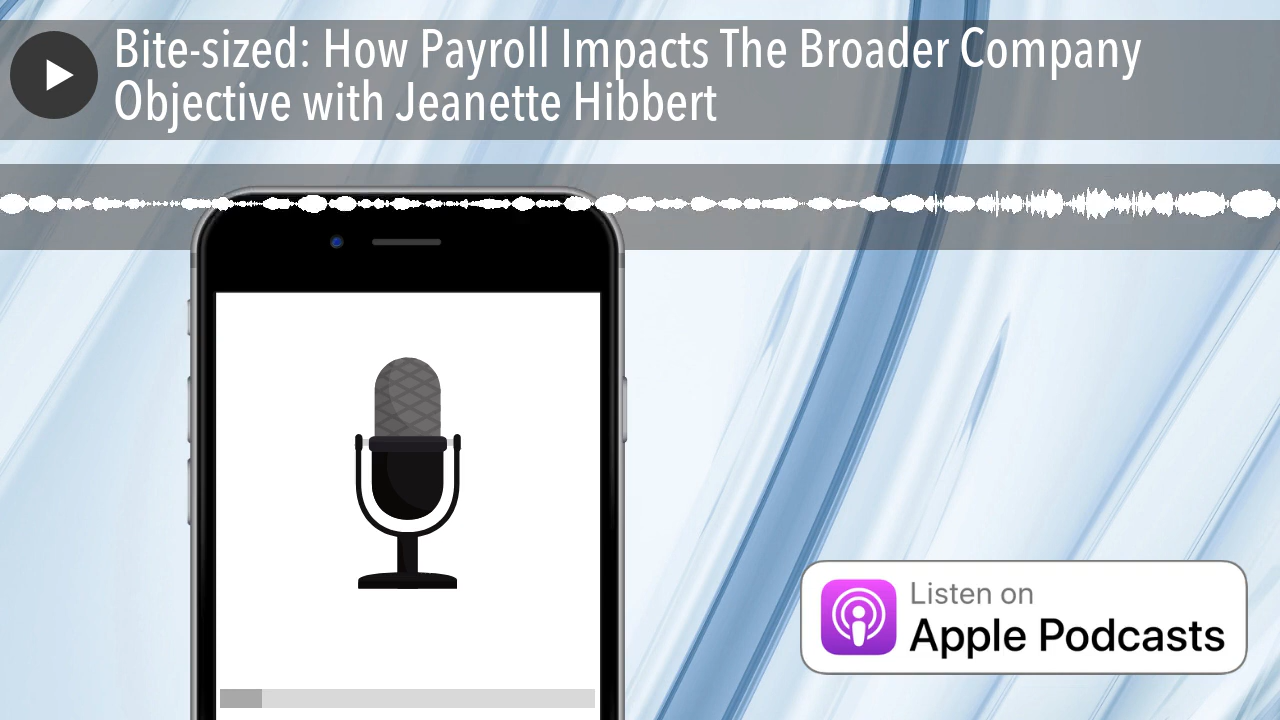 Bite-sized: How Payroll Impacts The Broader Company
Objective with Jeanette Hibbert
Listen on
Apple Podcasts